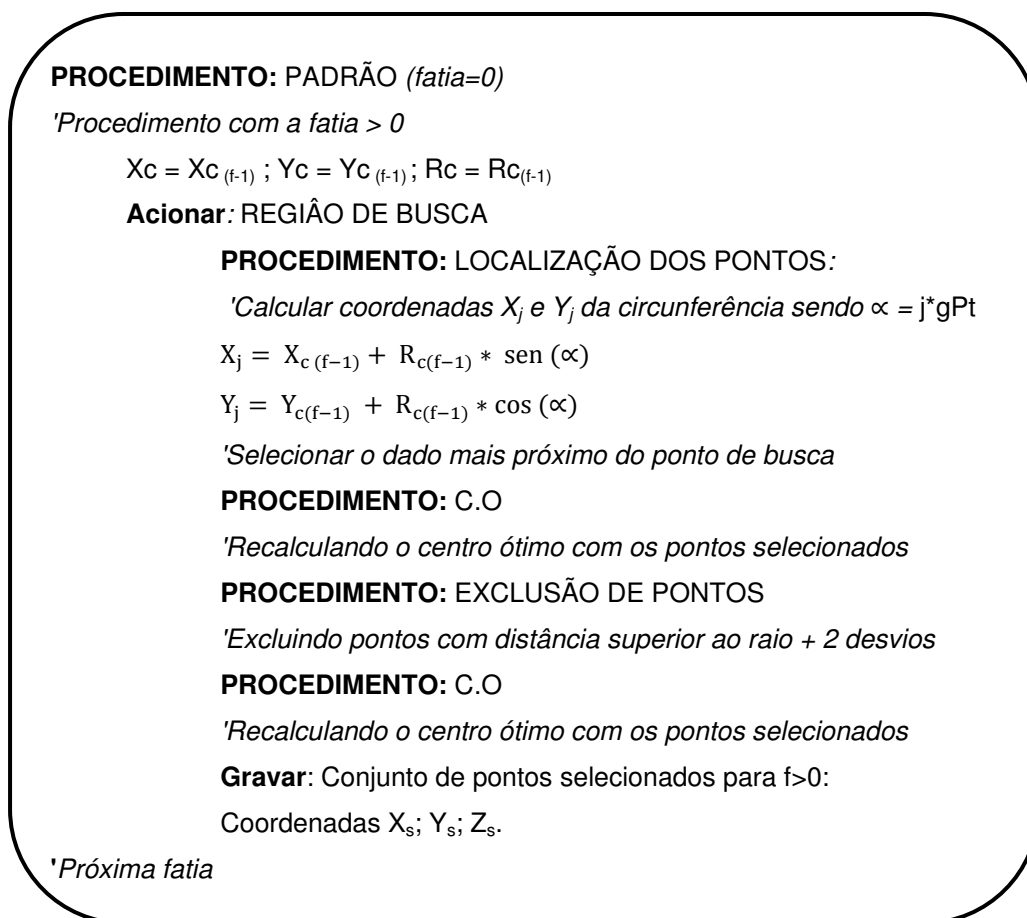 PROCEDIMENTO: PADRÃO (fatia=0)
'Procedimento com a fatia > 0
Xc = Xc (f-1) ; Yc = Yc (f-1) ; Rc = Rc(f-1)
Acionar: REGIÂO DE BUSCA
PROCEDIMENTO: LOCALIZAÇÃO DOS PONTOS:
'Calcular coordenadas Xj e Yj da circunferência sendo ∝ = j*gPt
Xj = Xc (f−1) + Rc(f−1) * sen (∝)
Yj = Yc(f−1) + Rc(f−1) * cos (∝)
'Selecionar o dado mais próximo do ponto de busca
PROCEDIMENTO: C.O
'Recalculando o centro ótimo com os pontos selecionados
PROCEDIMENTO: EXCLUSÃO DE PONTOS
'Excluindo pontos com distância superior ao raio + 2 desvios
PROCEDIMENTO: C.O
'Recalculando o centro ótimo com os pontos selecionados
Gravar: Conjunto de pontos selecionados para f>0:
Coordenadas Xs; Ys; Zs.
'Próxima fatia